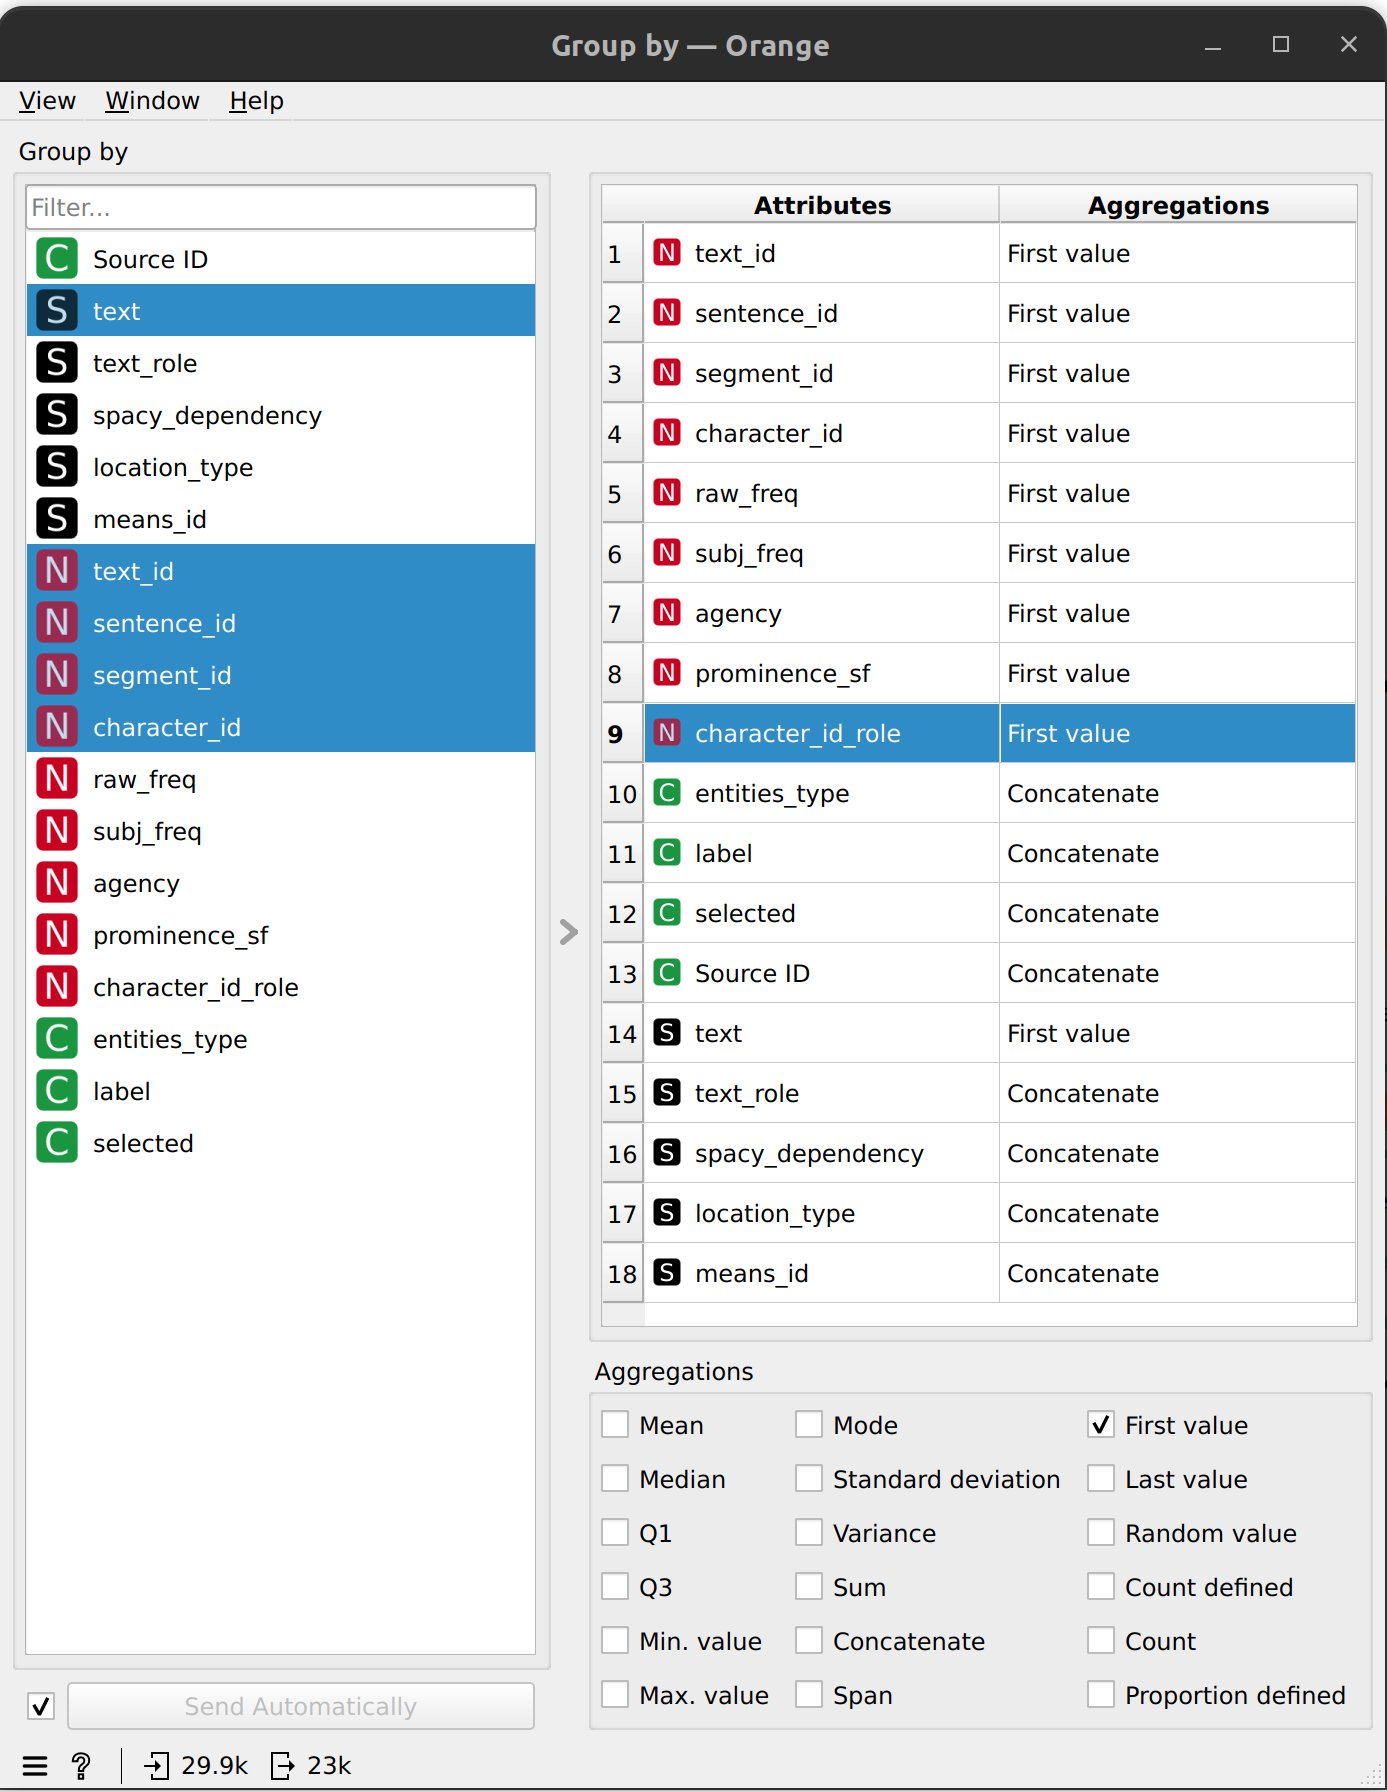 Group by — Orange
View Window Help
Group by
Filter...
C Source ID
S text
S text_role
S spacy_dependency
S location_type
S means_id
N text_id
N sentence_id
N segment_id
N character_id
N raw_freq
N subj_freq
N agency
N prominence_sf
N character_id_role
C entities_type
C label
C selected
Send Automatically
Attributes Aggregations
1 N text_id First value
2 N sentence_id First value
3 N segment_id First value
4 N character_id First value
5 N raw_freq First value
6 N subj_freq First value
7 N agency First value
8 N prominence_sf First value
9 N character_id_role First value
10 C entities_type Concatenate
11 C label Concatenate
12 C selected Concatenate
13 C Source ID Concatenate
14 S text First value
15 S text_role Concatenate
16 S spacy_dependency Concatenate
17 S location_type Concatenate
18 S means_id Concatenate
Aggregations
Mean Mode First value
Median Standard deviation Last value
Q1 Variance Random value
Q3 Sum Count defined
Min. value Concatenate Count
Max. value Span Proportion defined
? 29.9k 23k